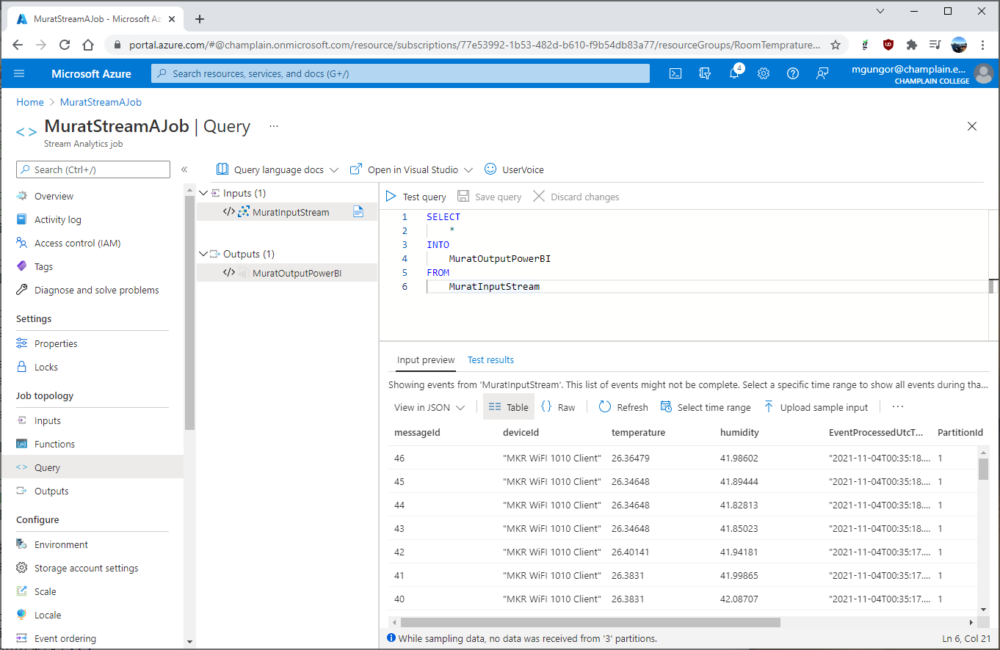 MuratStreamAJob - Microsoft Az
portal.azure.com/#@champlain.onmicrosoft.com/resource/subscriptions/77e53992-1b53-482d-b610-f9b54db83a77/resourceGroups/RoomTemprature...
Microsoft Azure
Search resources, services, and docs (G+/)
4
mgungor@champlain.e...
CHAMPLAIN COLLEGE
Home > MuratStreamAJob
MuratStreamAJob | Query ...
Stream Analytics job
Search (Ctrl+/)
«
Overview
Activity log
Access control (IAM)
Tags
Diagnose and solve problems
Settings
Properties
Locks
Job topology
Inputs
Functions
Query
Outputs
Configure
Environment
Storage account settings
Scale
Locale
Event ordering
Query language docs
Open in Visual Studio
UserVoice
Inputs (1)
MuratInputStream
Outputs (1)
MuratOutputPowerBI
Test query
Save query
Discard changes
1 SELECT
2 *
3 INTO
4 MuratOutputPowerBI
5 FROM
6 MuratInputStream
Input preview Test results
Showing events from 'MuratInputStream'. This list of events might not be complete. Select a specific time range to show all events during tha...
View in JSON Table {} Raw Refresh Select time range Upload sample input ...
messageId deviceId temperature humidity EventProcessedUtcT... PartitionId
46 "MKR WiFI 1010 Client" 26.36479 41.98602 "2021-11-04T00:35:18.... 1
45 "MKR WiFI 1010 Client" 26.34648 41.89444 "2021-11-04T00:35:18.... 1
44 "MKR WiFI 1010 Client" 26.34648 41.82813 "2021-11-04T00:35:18.... 1
43 "MKR WiFI 1010 Client" 26.34648 41.85023 "2021-11-04T00:35:18.... 1
42 "MKR WiFI 1010 Client" 26.40141 41.94181 "2021-11-04T00:35:17.... 1
41 "MKR WiFI 1010 Client" 26.3831 41.99865 "2021-11-04T00:35:17.... 1
40 "MKR WiFI 1010 Client" 26.3831 42.08707 "2021-11-04T00:35:17.... 1
While sampling data, no data was received from '3' partitions.
Ln 6, Col 21